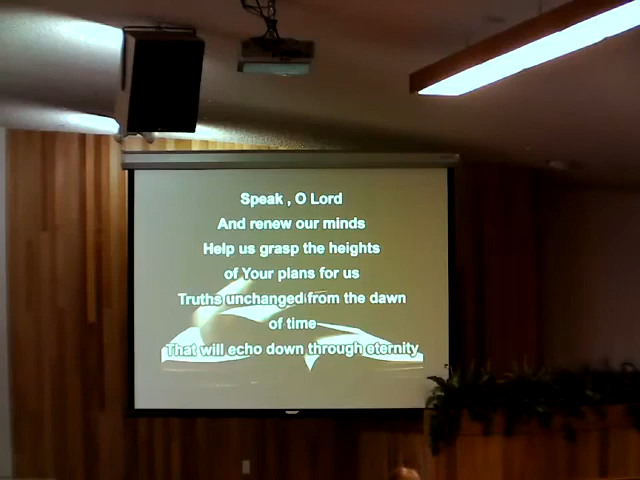 Speak , O Lord
And renew our minds
Help us grasp the heights
of Your plans for us
Truths unchanged from the dawn
of time
That will echo down through eternity